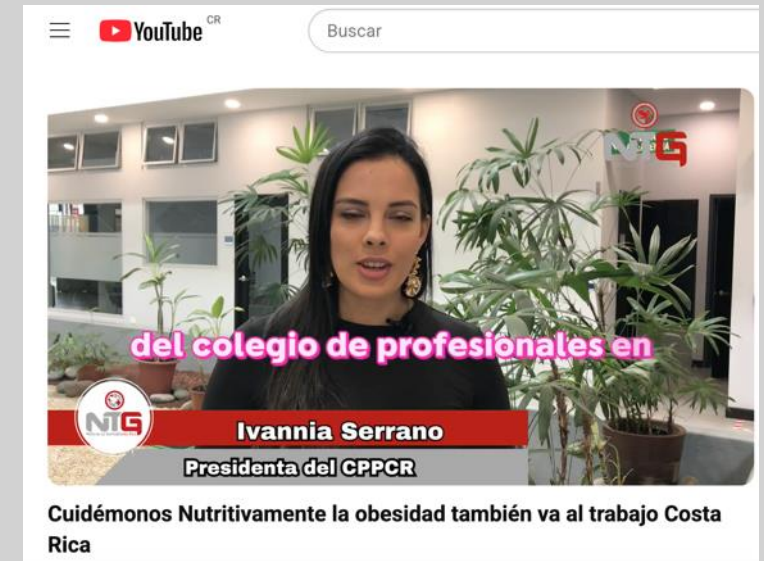 YouTube CR
Buscar
NTG
del colegio de profesionales en
NTG
Ivannia Serrano
Presidenta del CPPCR
Cuidémonos Nutritivamente la obesidad también va al trabajo Costa
Rica